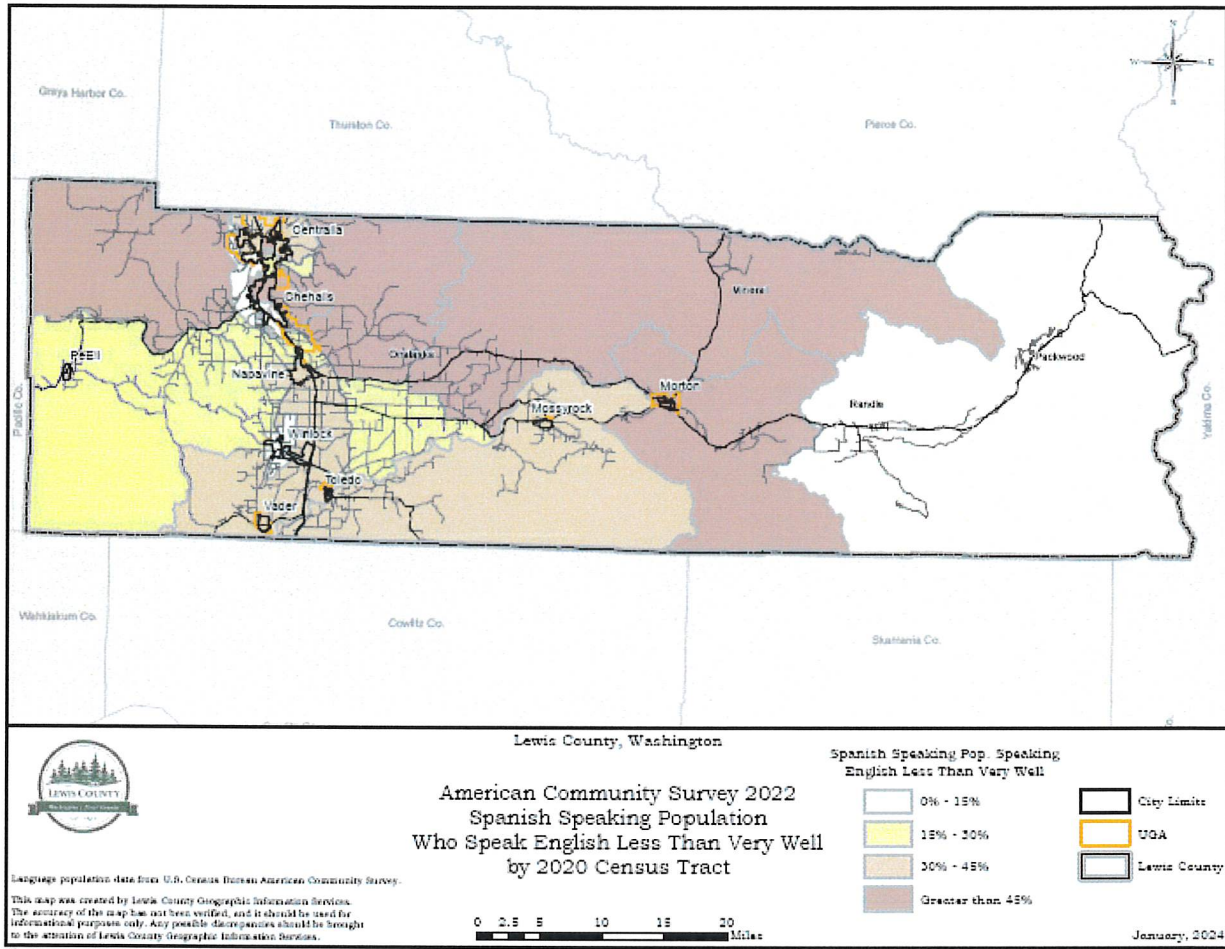 N
W
E
S
Grays Harbor Co.
Thurston Co.
Pierce Co.
Centralia
Chehalis
Mineral
PeEll
Onalaska
Packwood
Napavine
Morton
Randle
Mossyrock
Pacific Co.
Yakima Co.
Winlock
Toledo
Vader
Wahkiakum Co.
Cowlitz Co.
Skamania Co.
LEWIS COUNTY
Lewis County, Washington
American Community Survey 2022
Spanish Speaking Population
Who Speak English Less Than Very Well
by 2020 Census Tract
Language population data from U.S. Census Bureau American Community Survey.
This map was created by Lewis County Geographic Information Services.
The accuracy of the map has not been verified, and it should be used for
informational purposes only. Any possible discrepancies should be brought
to the attention of Lewis County Geographic Information Services.
0 2.5 5 10 15 20
Miles
Spanish Speaking Pop. Speaking
English Less Than Very Well
0% - 15%
15% - 30%
30% - 45%
Greater than 45%
City Limits
UGA
Lewis County
January, 2024